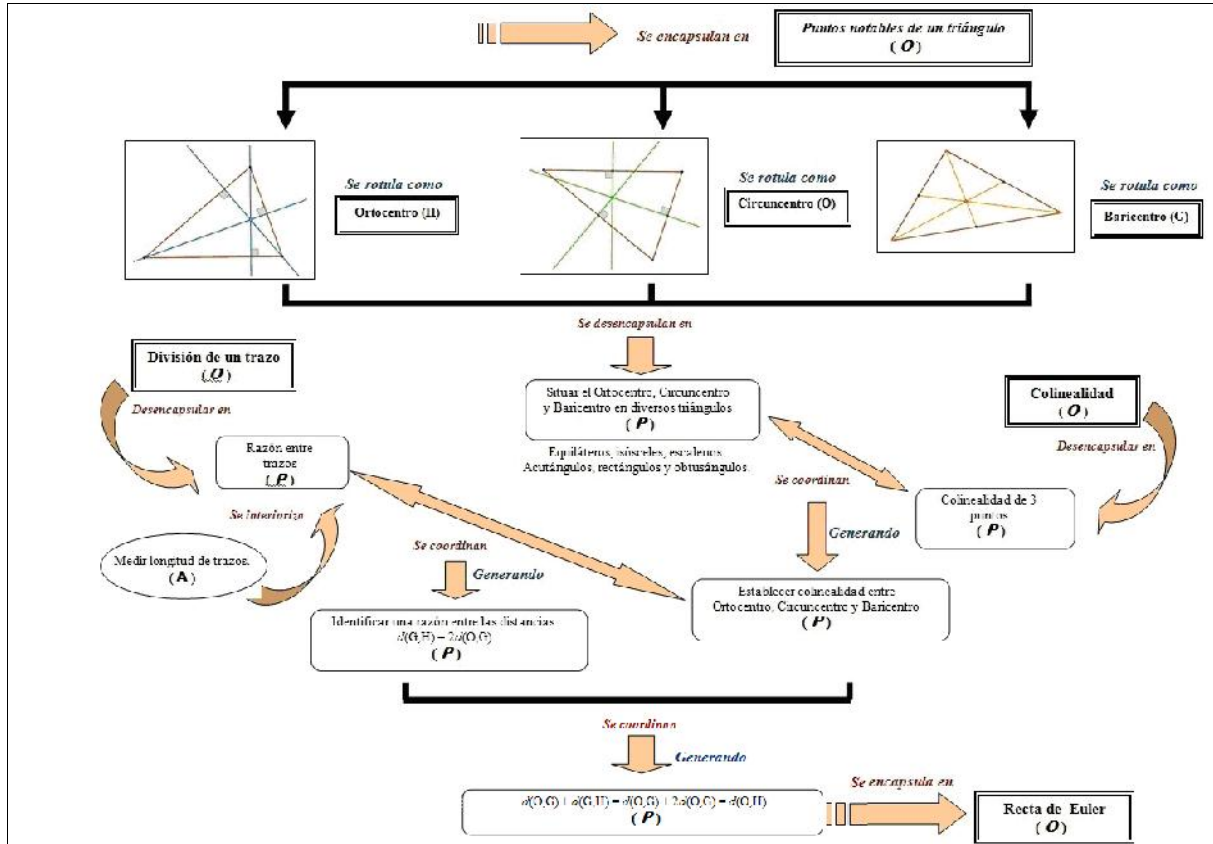 Se encapsulan en
Puntos notables de un triángulo
( O )
Se rotula como
Ortocentro (H)
Se rotula como
Circuncentro (O)
Se rotula como
Baricentro (G)
Se desencapsulan en
División de un trazo
( O )
Desencapsular en
Situar el Ortocentro, Circuncentro
y Baricentro en diversos triángulos
( P )
Equiláteros, isósceles, escalenos
Acutángulos, rectángulos y obtusángulos.
Colinealidad
( O )
Desencapsular en
Razón entre
trazos
( P )
Se interioriza
Medir longitud de trazos.
( A )
Se coordinan
Generando
Colinealidad de 3
puntos
( P )
Se coordinan
Generando
Establecer colinealidad entre
Ortocentro, Circuncentro y Baricentro
( P )
Identificar una razón entre las distancias
d(G,H) = 2d(O,G)
( P )
Se coordinan
Generando
d(O,G) + d(G,H) = d(O,G) + 2d(O,G) = d(O,H)
( P )
Se encapsula en
Recta de Euler
( O )